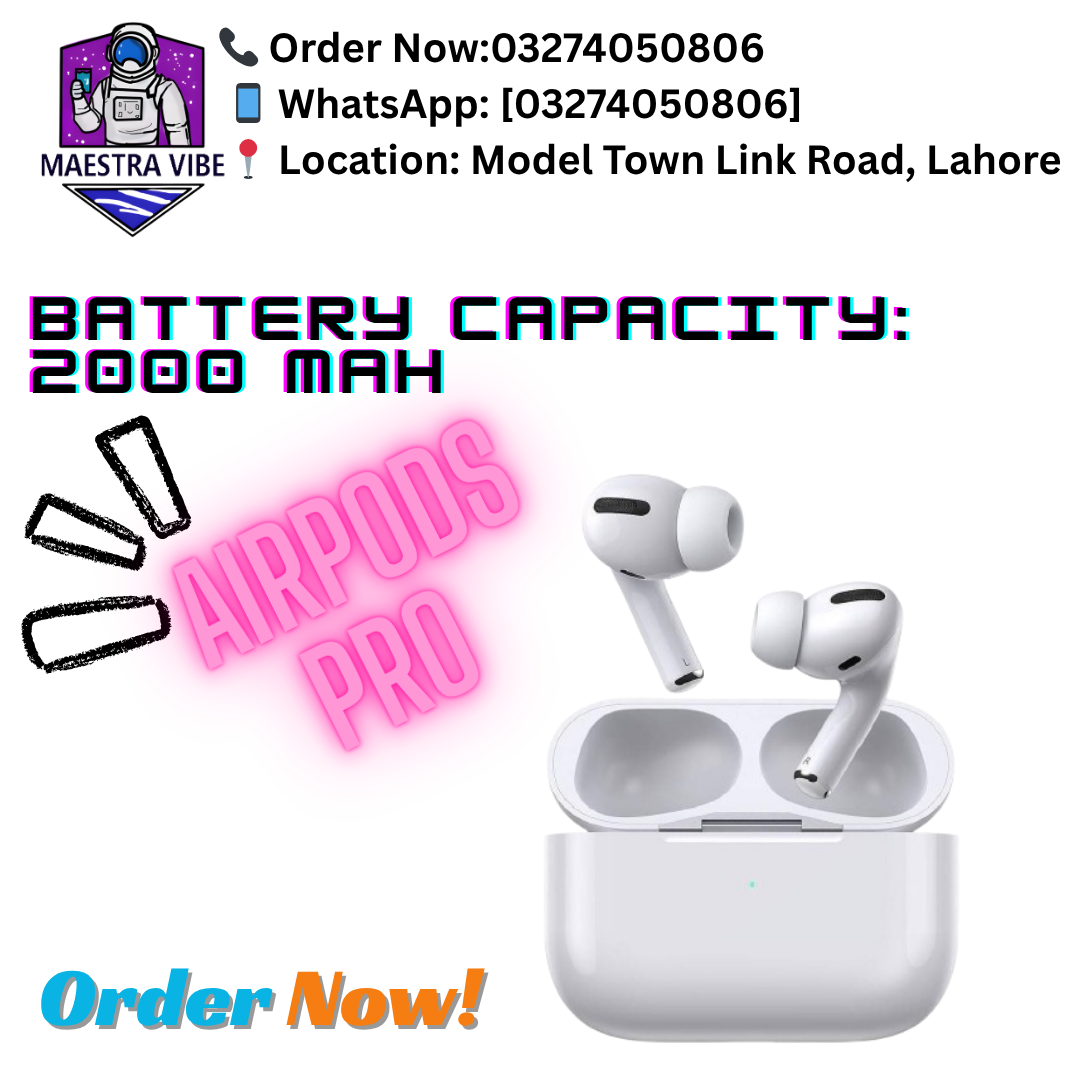 MAESTRA VIBE
📞 Order Now:03274050806
📱 WhatsApp: [03274050806]
📍 Location: Model Town Link Road, Lahore
BATTERY CAPACITY:
2000 MAH
AIRPODS
PRO
L
R
Order Now!